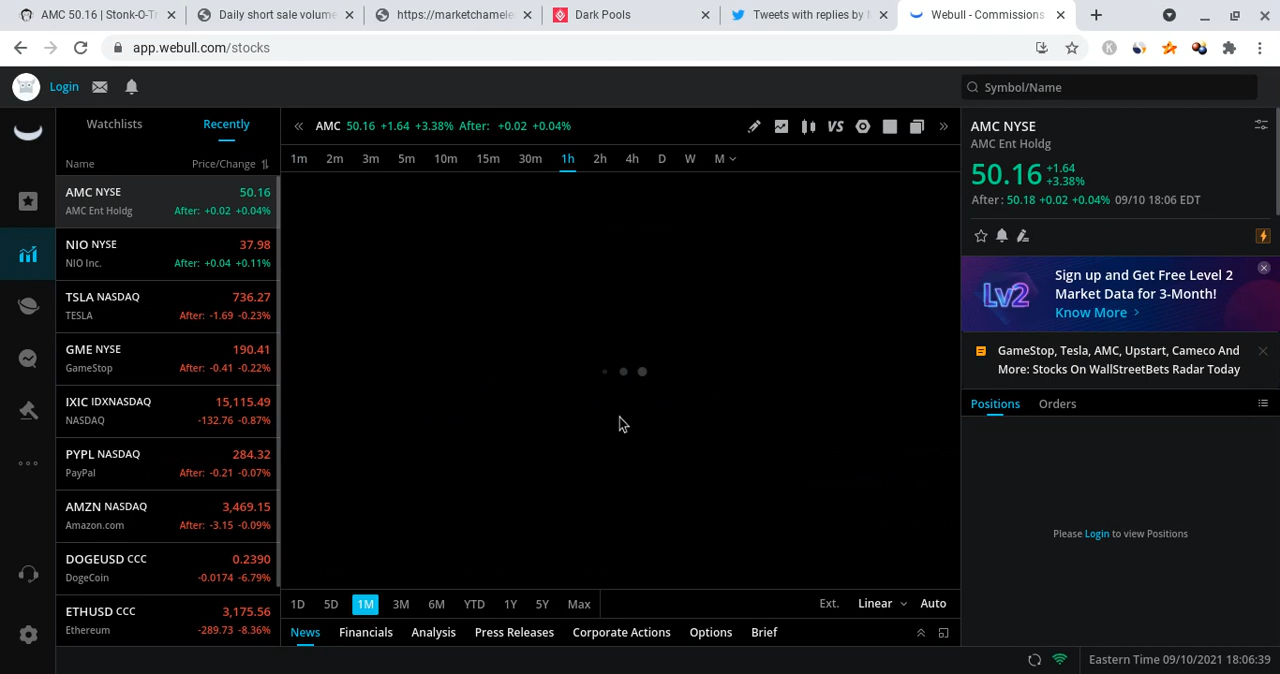 AMC 50.16 | Stonk-O-Tr
Daily short sale volume
https://marketchamele
Dark Pools
Tweets with replies by
Webull - Commissions
app.webull.com/stocks
Login
Symbol/Name
Watchlists
Recently
Name
Price/Change
AMC NYSE 50.16
AMC Ent Holdg After: +0.02 +0.04%
NIO NYSE 37.98
NIO Inc. After: +0.04 +0.11%
TSLA NASDAQ 736.27
TESLA After: -1.69 -0.23%
GME NYSE 190.41
GameStop After: -0.41 -0.22%
IXIC IDXNASDAQ 15,115.49
NASDAQ -132.76 -0.87%
PYPL NASDAQ 284.32
PayPal After: -0.21 -0.07%
AMZN NASDAQ 3,469.15
Amazon.com After: -3.15 -0.09%
DOGEUSD CCC 0.2390
DogeCoin -0.0174 -6.79%
ETHUSD CCC 3,175.56
Ethereum -289.73 -8.36%
AMC 50.16 +1.64 +3.38% After: +0.02 +0.04%
VS
1m 2m 3m 5m 10m 15m 30m 1h 2h 4h D W M
1D 5D 1M 3M 6M YTD 1Y 5Y Max
Ext. Linear Auto
News Financials Analysis Press Releases Corporate Actions Options Brief
AMC NYSE
AMC Ent Holdg
50.16 +1.64
+3.38%
After: 50.18 +0.02 +0.04% 09/10 18:06 EDT
Lv2
Sign up and Get Free Level 2
Market Data for 3-Month!
Know More >
GameStop, Tesla, AMC, Upstart, Cameco And
More: Stocks On WallStreetBets Radar Today
Positions Orders
Please Login to view Positions
Eastern Time 09/10/2021 18:06:39